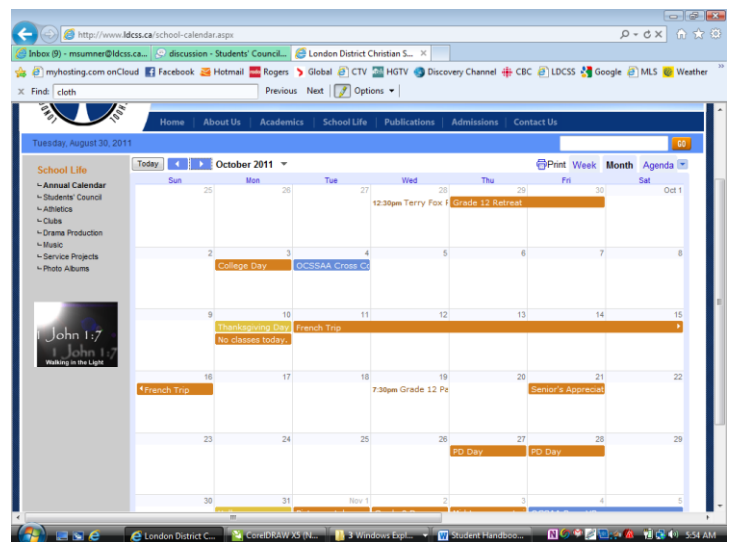 http://www.ldcss.ca/school-calendar.aspx
Inbox (9) - msumner@ldcss.ca... discussion - Students' Council... London District Christian S... ×
myhosting.com onCloud Facebook Hotmail Rogers Global CTV HGTV Discovery Channel CBC LDCSS Google MLS Weather »
x Find: cloth Previous Next Options
Home | About Us | Academics | School Life | Publications | Admissions | Contact Us
Tuesday, August 30, 2011 GO
School Life
Annual Calendar
Students' Council
Athletics
Clubs
Drama Production
Music
Service Projects
Photo Albums
I John 1:7
I John 1:7
Walking in the Light
Today October 2011 Print Week Month Agenda
Sun Mon Tue Wed Thu Fri Sat
25 26 27 28 29 30 Oct 1
12:30pm Terry Fox Grade 12 Retreat
2 3 4 5 6 7 8
College Day OCSSAA Cross Co
9 10 11 12 13 14 15
Thanksgiving Day French Trip
No classes today.
16 17 18 19 20 21 22
French Trip 7:30pm Grade 12 Pa Senior's Appreciat
23 24 25 26 27 28 29
PD Day PD Day
30 31 Nov 1 2 3 4 5
London District C... CorelDRAW X5 (N... 3 Windows Expl... Student Handboo... 5:54 AM